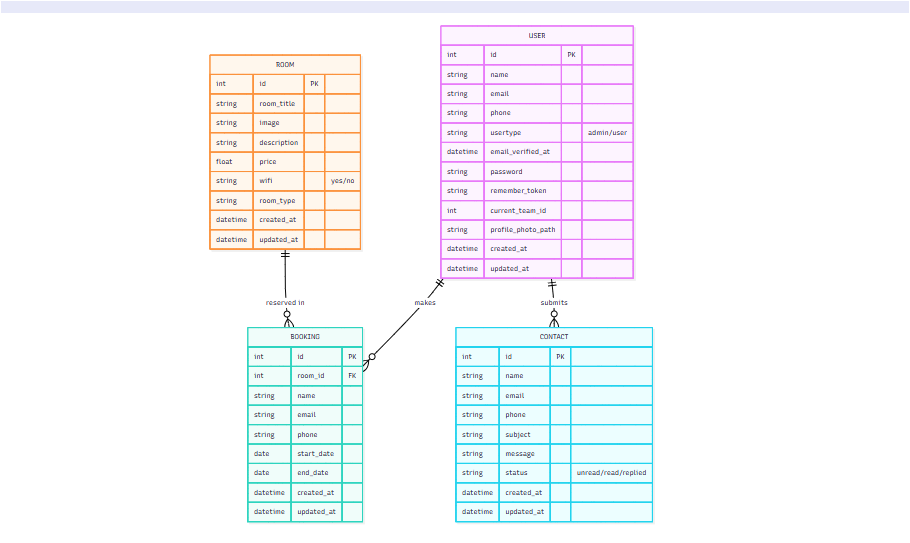 ROOM
int id PK
string room_title
string image
string description
float price
string wifi yes/no
string room_type
datetime created_at
datetime updated_at
USER
int id PK
string name
string email
string phone
string usertype admin/user
datetime email_verified_at
string password
string remember_token
int current_team_id
string profile_photo_path
datetime created_at
datetime updated_at
reserved in
makes
submits
BOOKING
int id PK
int room_id FK
string name
string email
string phone
date start_date
date end_date
datetime created_at
datetime updated_at
CONTACT
int id PK
string name
string email
string phone
string subject
string message
string status unread/read/replied
datetime created_at
datetime updated_at